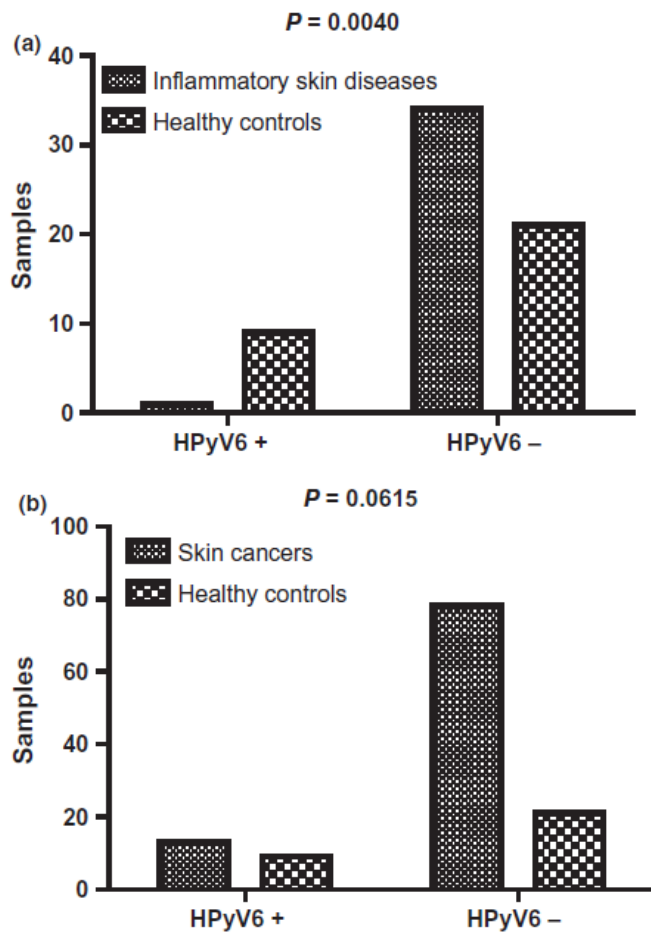 P = 0.0040
(a)
40
Inflammatory skin diseases
Healthy controls
30
20
10
0
Samples
HPyV6 +
HPyV6 –
P = 0.0615
(b)
100
Skin cancers
Healthy controls
80
60
40
20
0
Samples
HPyV6 +
HPyV6 –